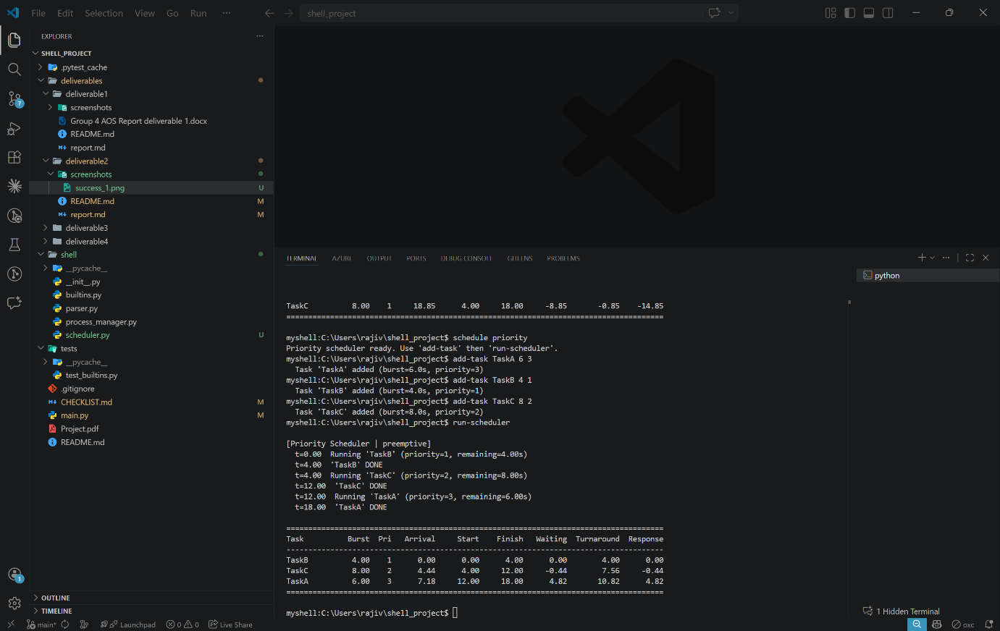 File Edit Selection View Go Run ···
shell_project
EXPLORER
SHELL_PROJECT
.pytest_cache
deliverables
deliverable1
screenshots
Group 4 AOS Report deliverable 1.docx
README.md
report.md
deliverable2
screenshots
success_1.png U
README.md M
report.md M
deliverable3
deliverable4
shell
__pycache__
__init__.py
builtins.py
parser.py
process_manager.py
scheduler.py U
tests
__pycache__
test_builtins.py
.gitignore
CHECKLIST.md M
main.py M
Project.pdf
README.md
OUTLINE
TIMELINE
7
1
TERMINAL AZURE OUTPUT PORTS DEBUG CONSOLE GITLENS PROBLEMS
python
TaskC 8.00 1 18.85 4.00 18.00 -8.85 -0.85 -14.85
======================================================================================
myshell:C:\Users\rajiv\shell_project$ schedule priority
Priority scheduler ready. Use 'add-task' then 'run-scheduler'.
myshell:C:\Users\rajiv\shell_project$ add-task TaskA 6 3
Task 'TaskA' added (burst=6.0s, priority=3)
myshell:C:\Users\rajiv\shell_project$ add-task TaskB 4 1
Task 'TaskB' added (burst=4.0s, priority=1)
myshell:C:\Users\rajiv\shell_project$ add-task TaskC 8 2
Task 'TaskC' added (burst=8.0s, priority=2)
myshell:C:\Users\rajiv\shell_project$ run-scheduler
[Priority Scheduler | preemptive]
t=0.00 Running 'TaskB' (priority=1, remaining=4.00s)
t=4.00 'TaskB' DONE
t=4.00 Running 'TaskC' (priority=2, remaining=8.00s)
t=12.00 'TaskC' DONE
t=12.00 Running 'TaskA' (priority=3, remaining=6.00s)
t=18.00 'TaskA' DONE
======================================================================================
Task Burst Pri Arrival Start Finish Waiting Turnaround Response
--------------------------------------------------------------------------------------
TaskB 4.00 1 0.00 0.00 4.00 0.00 4.00 0.00
TaskC 8.00 2 4.44 4.00 12.00 -0.44 7.56 -0.44
TaskA 6.00 3 7.18 12.00 18.00 4.82 10.82 4.82
======================================================================================
myshell:C:\Users\rajiv\shell_project$
1 Hidden Terminal
main* Launchpad 0 0 Live Share oxc